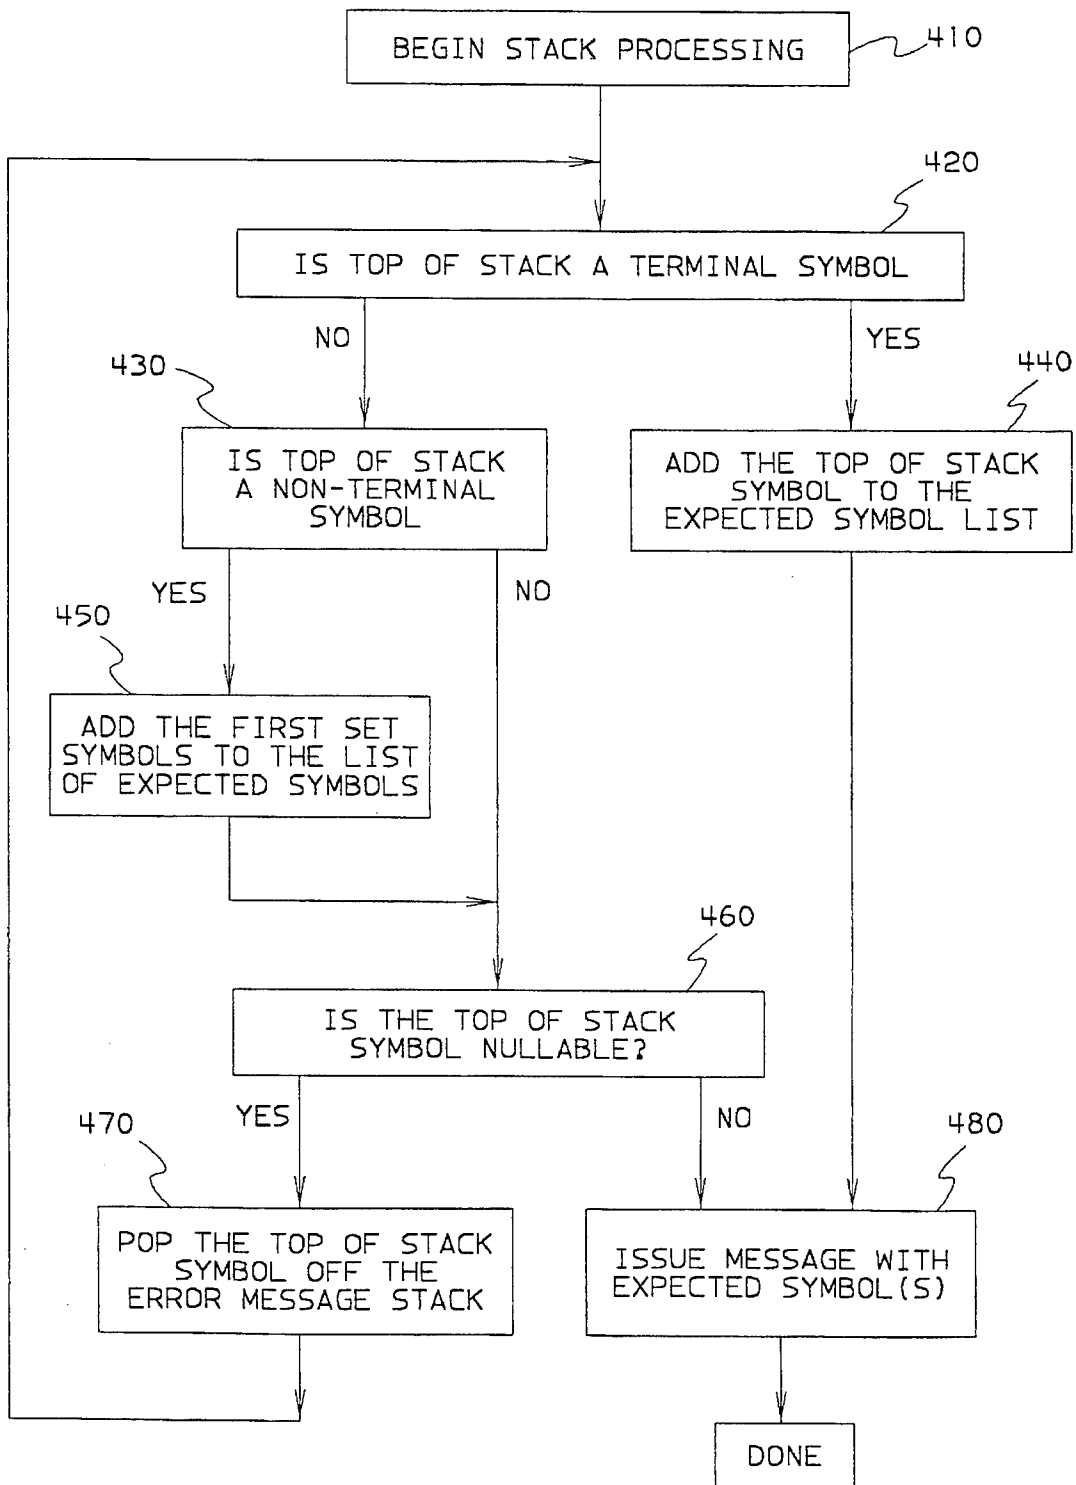 BEGIN STACK PROCESSING
410
420
IS TOP OF STACK A TERMINAL SYMBOL
NO
YES
430
440
IS TOP OF STACK
A NON-TERMINAL
SYMBOL
ADD THE TOP OF STACK
SYMBOL TO THE
EXPECTED SYMBOL LIST
YES
NO
450
ADD THE FIRST SET
SYMBOLS TO THE LIST
OF EXPECTED SYMBOLS
460
IS THE TOP OF STACK
SYMBOL NULLABLE?
YES
NO
470
480
POP THE TOP OF STACK
SYMBOL OFF THE
ERROR MESSAGE STACK
ISSUE MESSAGE WITH
EXPECTED SYMBOL(S)
DONE